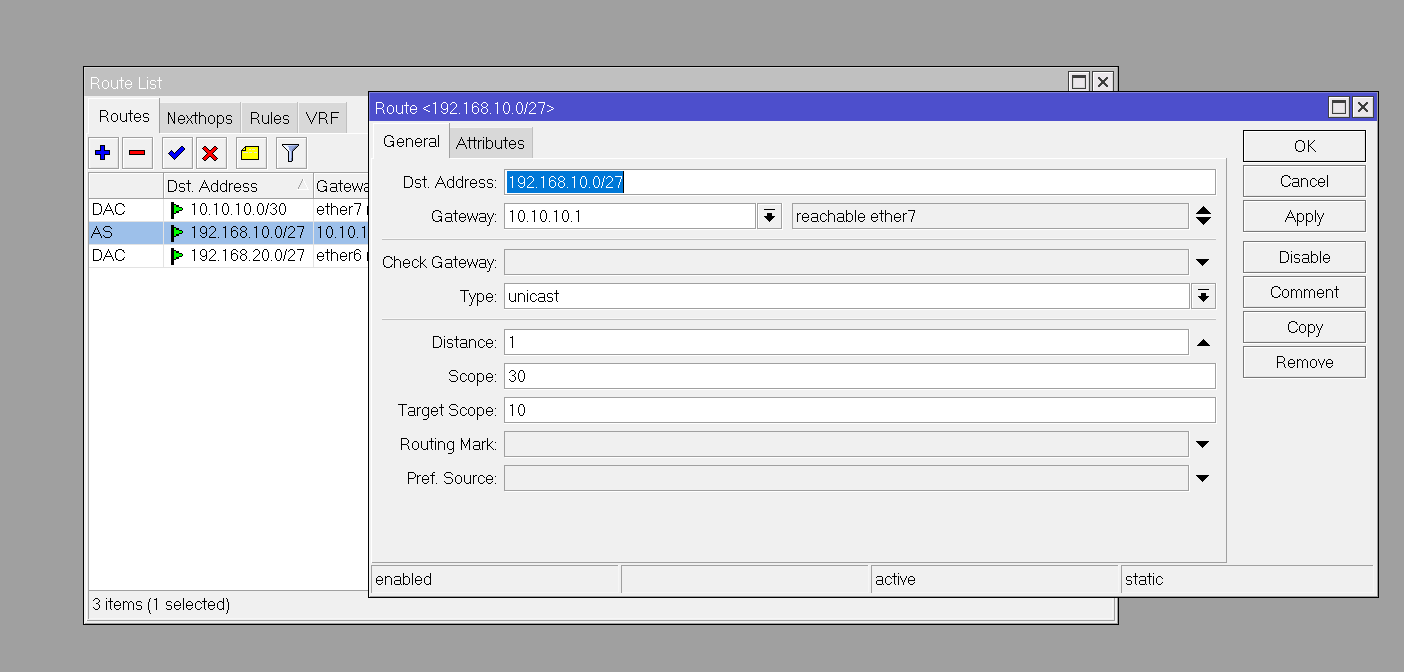 Route List
Routes Nexthops Rules VRF
Dst. Address
DAC 10.10.10.0/30 ether7
AS 192.168.10.0/27 10.10.1
DAC 192.168.20.0/27 ether6
3 items (1 selected)
Route <192.168.10.0/27>
General Attributes
Dst. Address: 192.168.10.0/27
Gateway: 10.10.10.1 reachable ether7
Check Gateway:
Type: unicast
Distance: 1
Scope: 30
Target Scope: 10
Routing Mark:
Pref. Source:
OK
Cancel
Apply
Disable
Comment
Copy
Remove
enabled active static